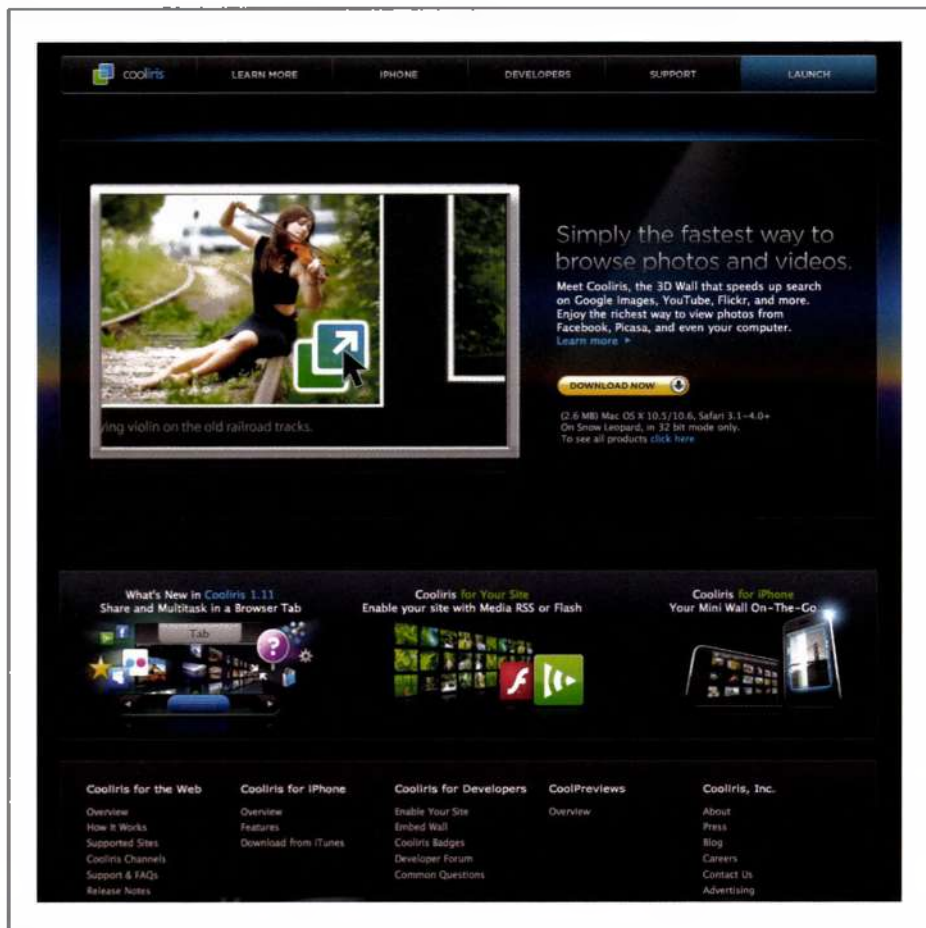 cooliris
LEARN MORE
IPHONE
DEVELOPERS
SUPPORT
LAUNCH
ying violin on the old railroad tracks.
Simply the fastest way to
browse photos and videos.
Meet Cooliris, the 3D Wall that speeds up search
on Google Images, YouTube, Flickr, and more.
Enjoy the richest way to view photos from
Facebook, Picasa, and even your computer.
Learn more
DOWNLOAD NOW
(2.6 MB) Mac OS X 10.5/10.6, Safari 3.1-4.0+
On Snow Leopard, in 32 bit mode only.
To see all products click here
What's New in Cooliris 1.11
Share and Multitask in a Browser Tab
Tab
?
Cooliris for Your Site
Enable your site with Media RSS or Flash
Cooliris for iPhone
Your Mini Wall On-The-Go
Cooliris for the Web
Overview
How It Works
Supported Sites
Cooliris Channels
Support & FAQs
Release Notes
Cooliris for iPhone
Overview
Features
Download from iTunes
Cooliris for Developers
Enable Your Site
Embed Wall
Cooliris Badges
Developer Forum
Common Questions
CoolPreviews
Overview
Cooliris, Inc.
About
Press
Blog
Careers
Contact Us
Advertising